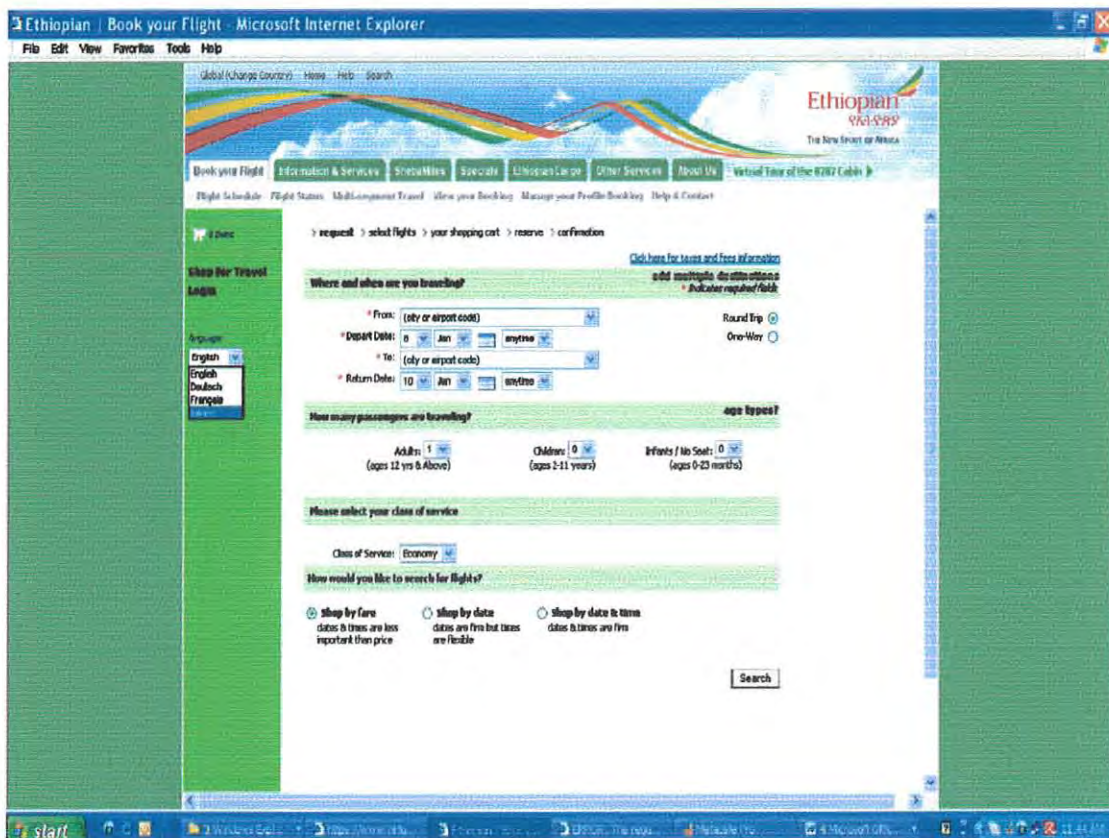 Ethiopian | Book your Flight - Microsoft Internet Explorer
File Edit View Favorites Tools Help
Global (Change Country) Home Help Search
Ethiopian
THE NEW SPIRIT OF AFRICA
Book your Flight Information & Services ShebaMiles Specials Ethiopian Cargo Other Services About Us Virtual Tour of the B787 Cabin
Flight Schedule Flight Status Multi-segment Travel View your Booking Manage your Profile Booking Help & Contact
> request > select flights > your shopping cart > reserve > confirmation
Click here for taxes and fees information
Shop for Travel
Login
Where and when are you traveling?
add multiple destinations
* Indicates required fields
* From: (city or airport code)
Round Trip
* Depart Date: 8 Jan anytime
One-Way
* To: (city or airport code)
* Return Date: 10 Jan anytime
language
English
English
Deutsch
Français
How many passengers are traveling?
age types?
Adults: 1
(ages 12 yrs & Above)
Children: 0
(ages 2-11 years)
Infants / No Seat: 0
(ages 0-23 months)
Please select your class of service
Class of Service: Economy
How would you like to search for flights?
Shop by fare
dates & times are less
important than price
Shop by date
dates are firm but times
are flexible
Shop by date & time
dates & times are firm
Search
start